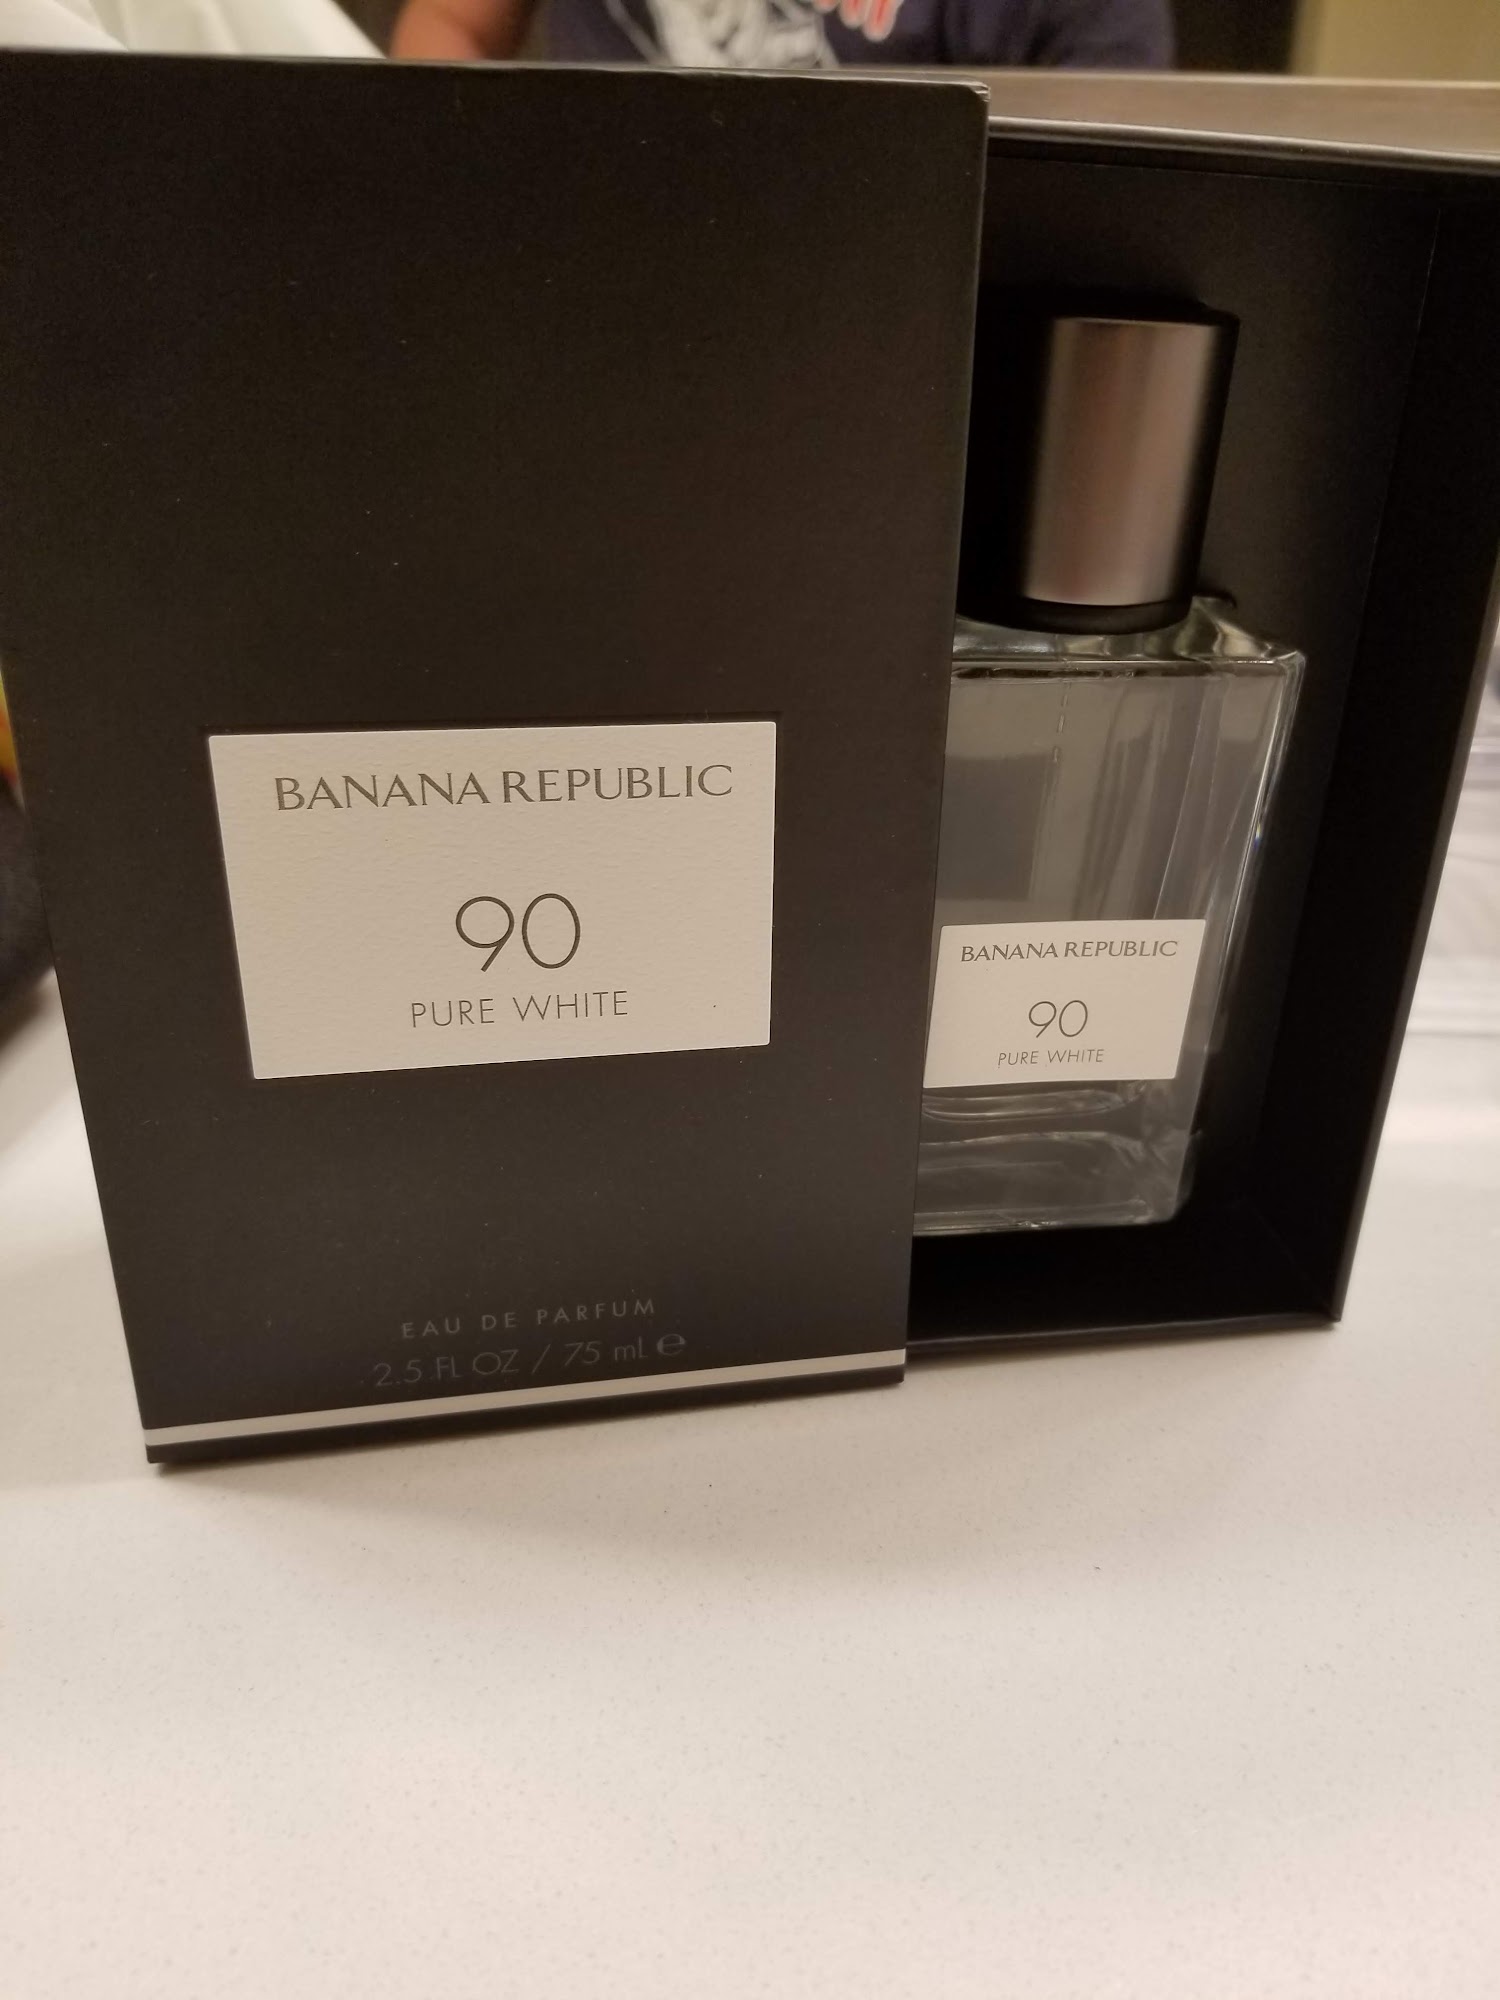 BANANA REPUBLIC
90
PURE WHITE
EAU DE PARFUM
2.5 FL OZ / 75 mL ℮
BANANA REPUBLIC
90
PURE WHITE